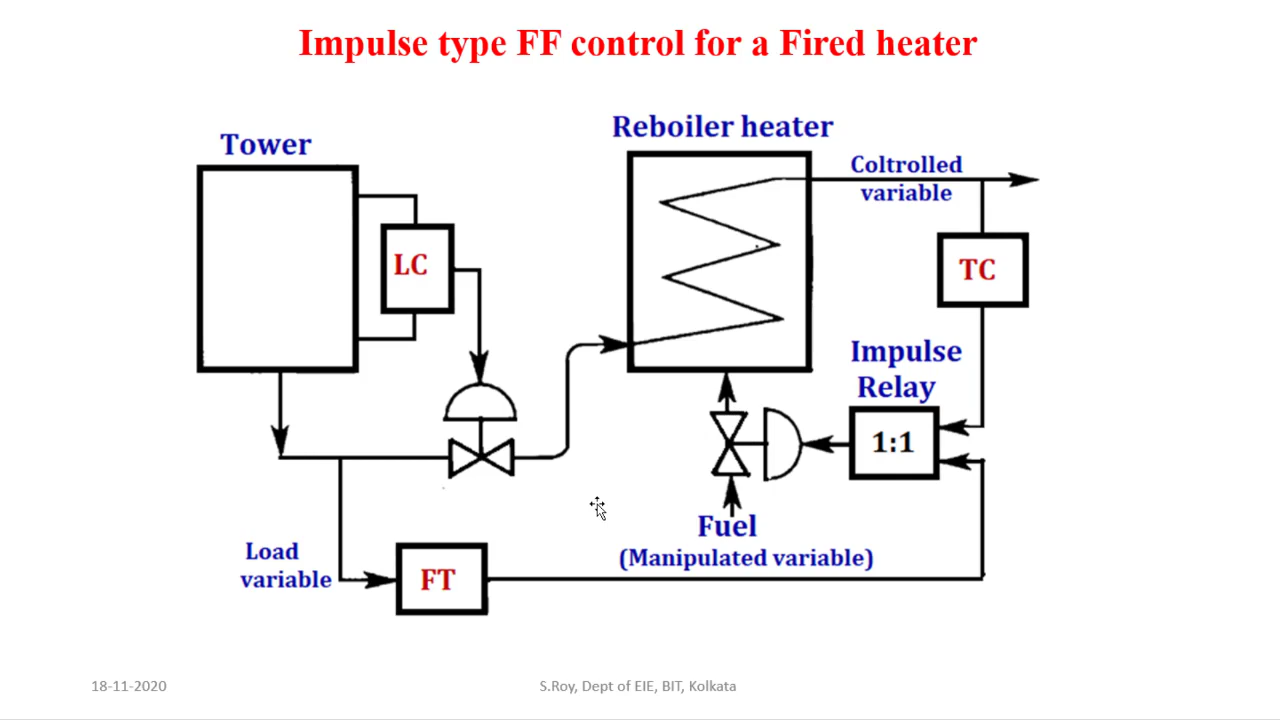 Impulse type FF control for a Fired heater
Tower
Reboiler heater
LC
Coltrolled
variable
TC
Impulse
Relay
1:1
Fuel
(Manipulated variable)
Load
variable
FT
18-11-2020
S.Roy, Dept of EIE, BIT, Kolkata